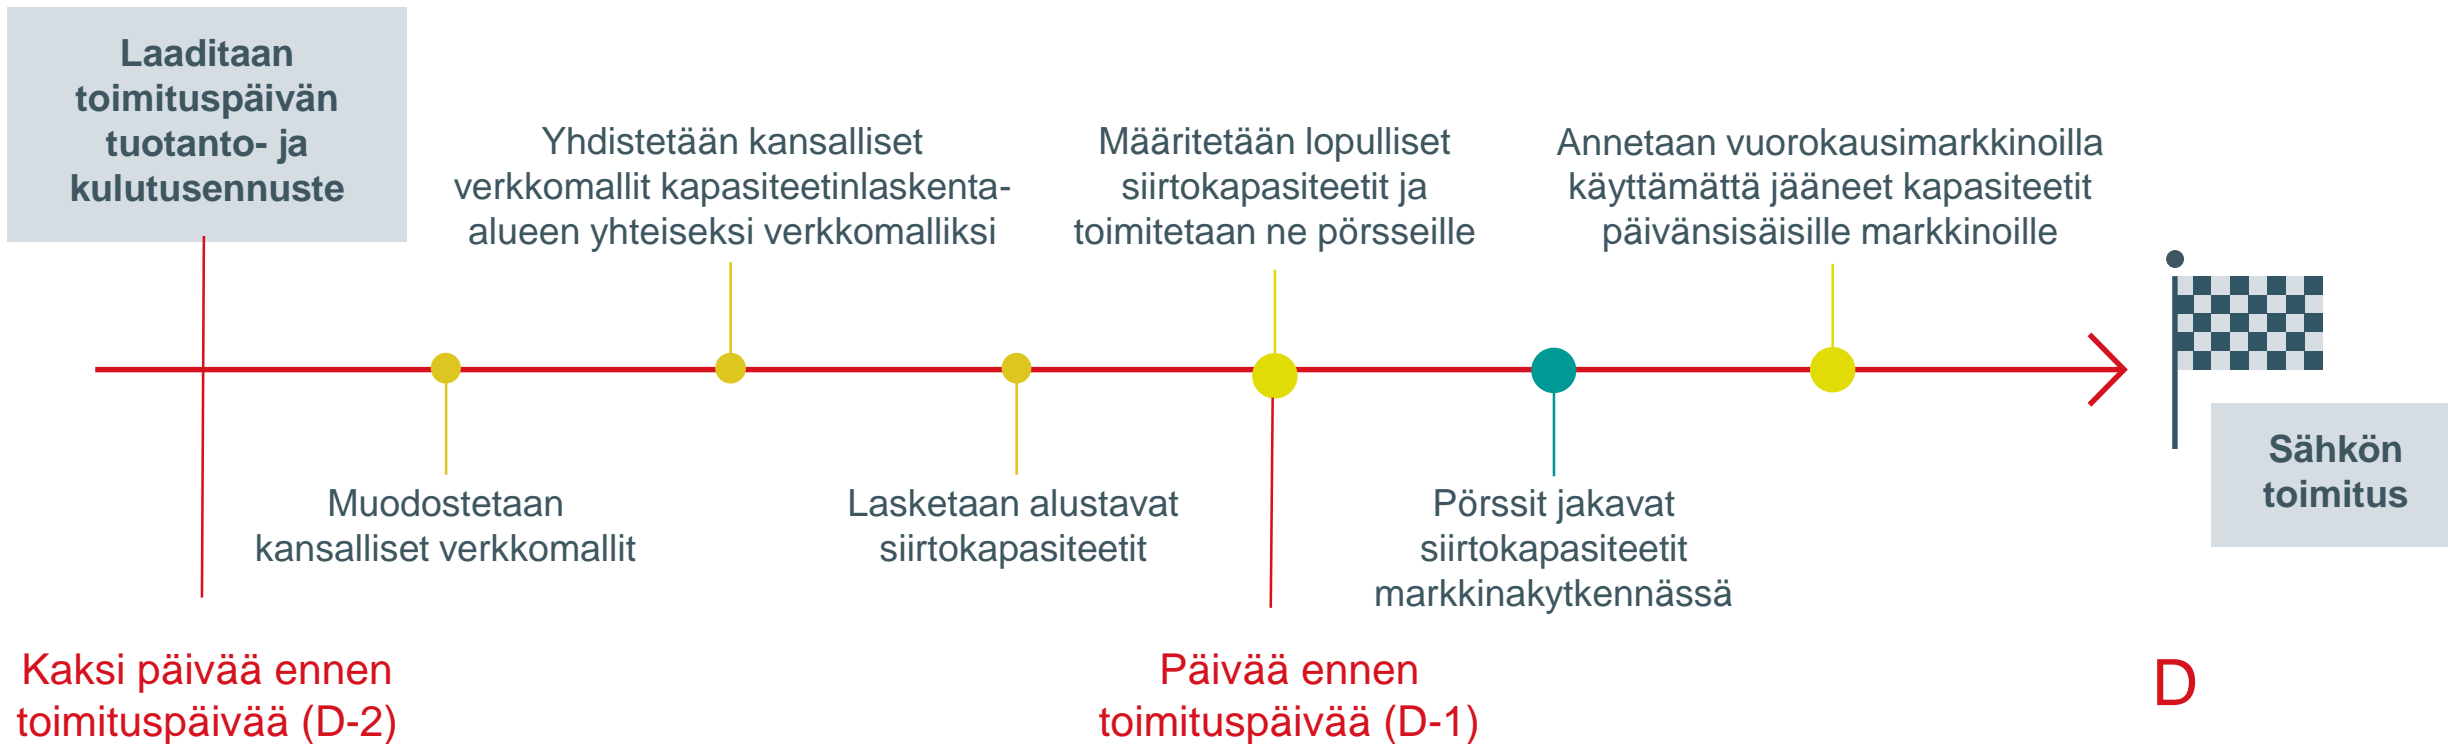 Laaditaan
toimituspäivän
tuotanto- ja
kulutusennuste
Yhdistetään kansalliset
verkkomallit kapasiteetinlaskenta-
alueen yhteiseksi verkkomalliksi
Määritetään lopulliset
siirtokapasiteetit ja
toimitetaan ne pörsseille
Annetaan vuorokausimarkkinoilla
käyttämättä jääneet kapasiteetit
päivänsisäisille markkinoille
Muodostetaan
kansalliset verkkomallit
Lasketaan alustavat
siirtokapasiteetit
Pörssit jakavat
siirtokapasiteetit
markkinakytkennässä
Sähkön
toimitus
Kaksi päivää ennen
toimituspäivää (D-2)
Päivää ennen
toimituspäivää (D-1)
D